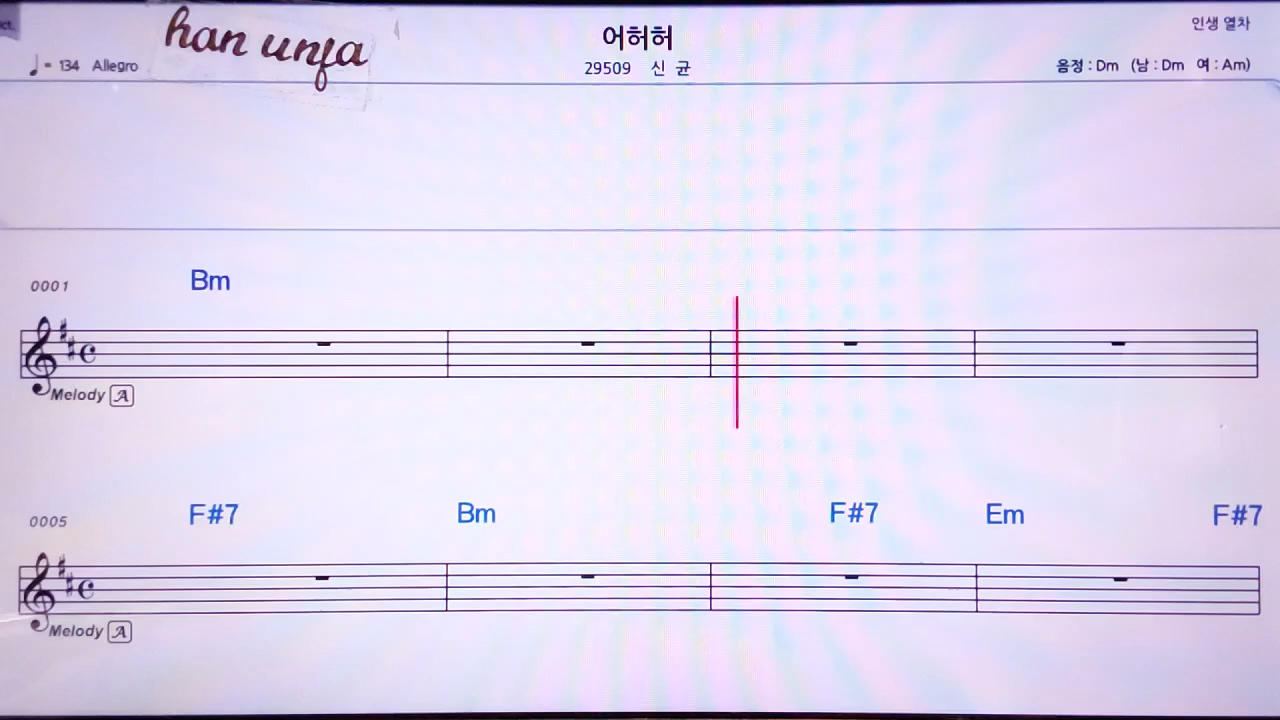 han unfa
어허허
인생 열차
♩= 134 Allegro
29509 신 균
음정 : Dm (남 : Dm 여 : Am)
0001 Bm
Melody A
0005 F#7 Bm F#7 Em F#7
Melody A